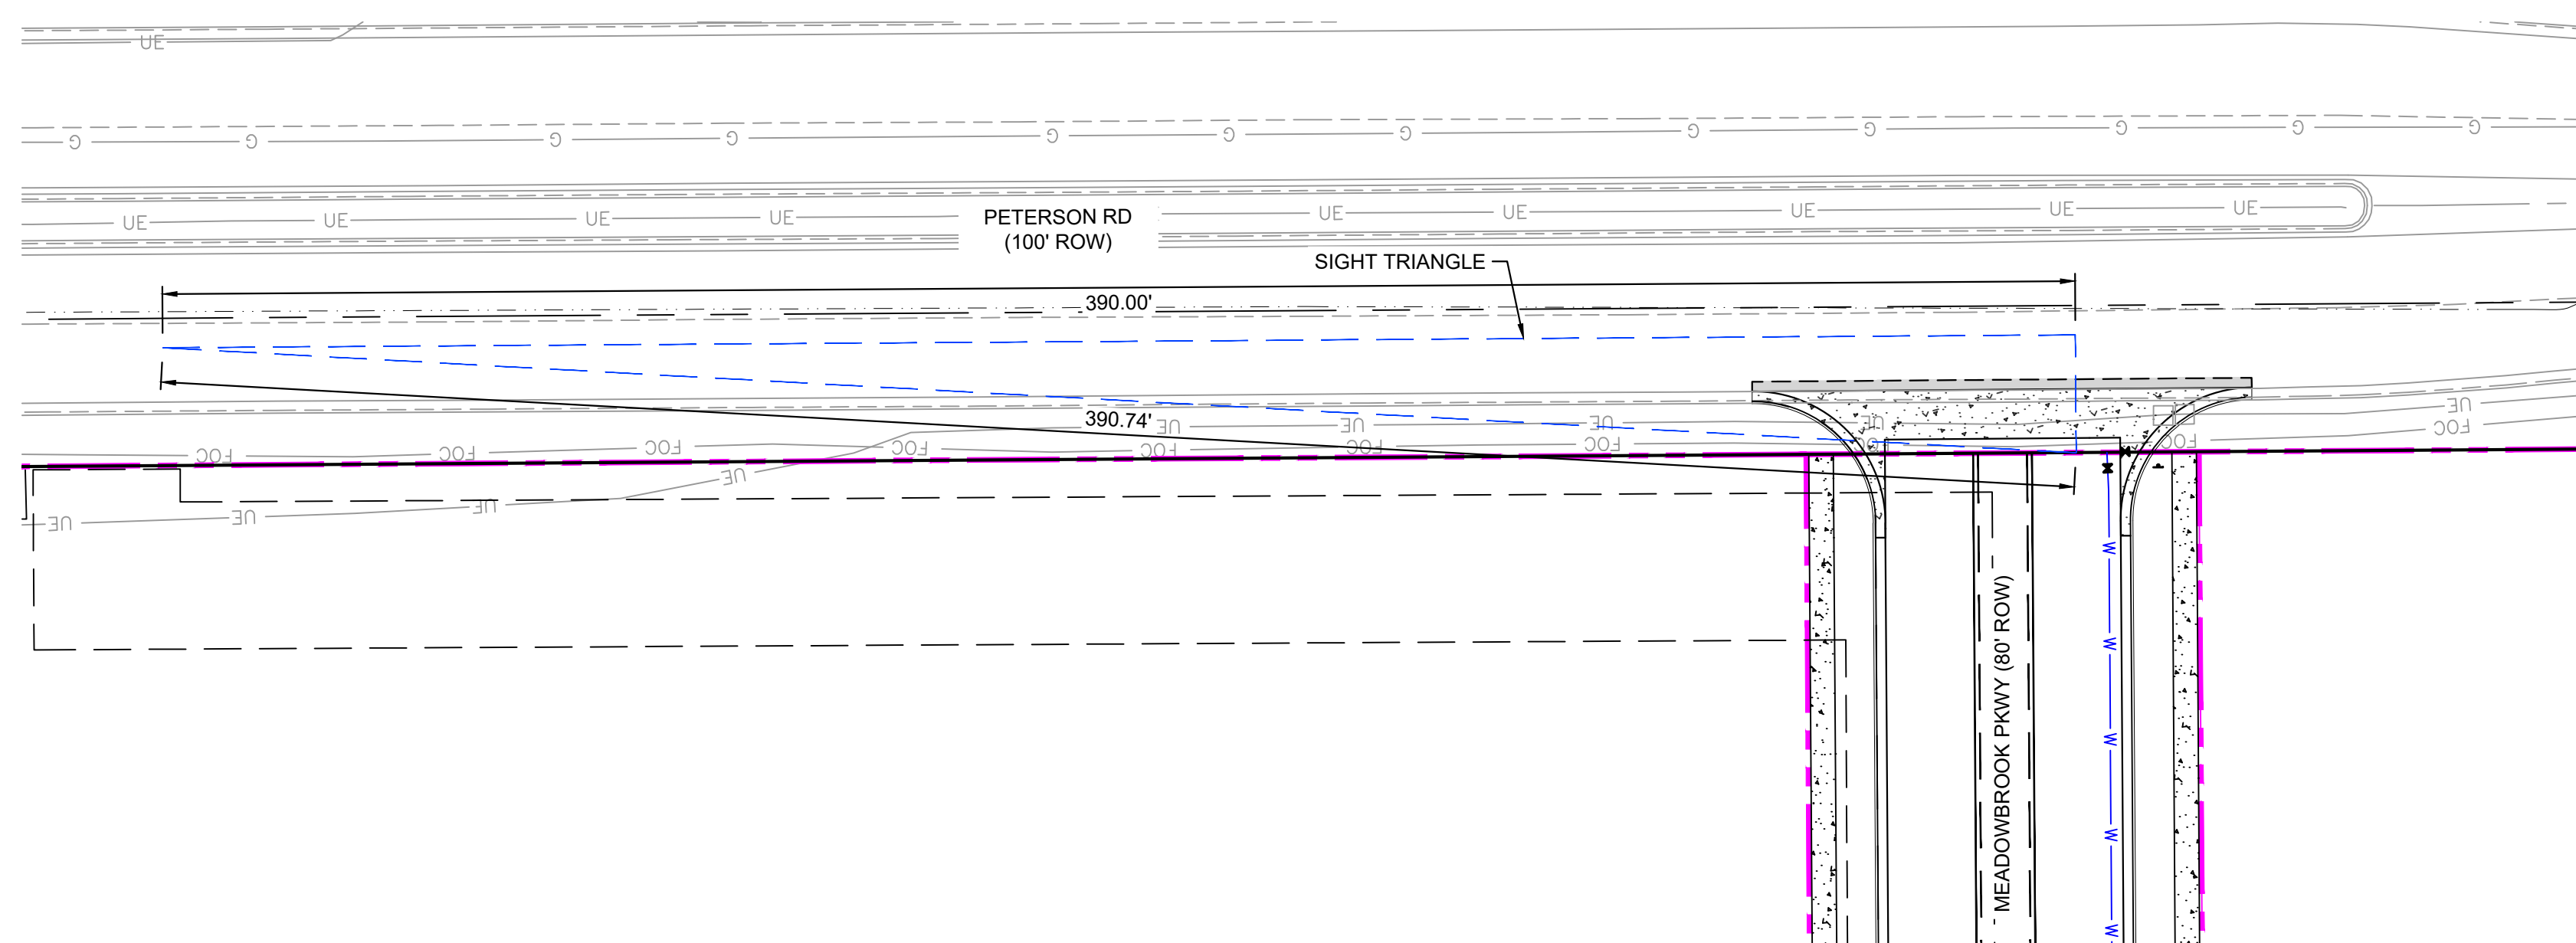 UE
G G G G G G G G G G G G
UE UE UE UE UE UE UE UE UE
PETERSON RD
(100' ROW)
SIGHT TRIANGLE
390.00'
390.74'
UE UE UE UE UE
FOC FOC FOC FOC FOC FOC FOC FOC FOC
UE
UE UE UE
W
W
W
W
W
MEADOWBROOK PKWY (80' ROW)